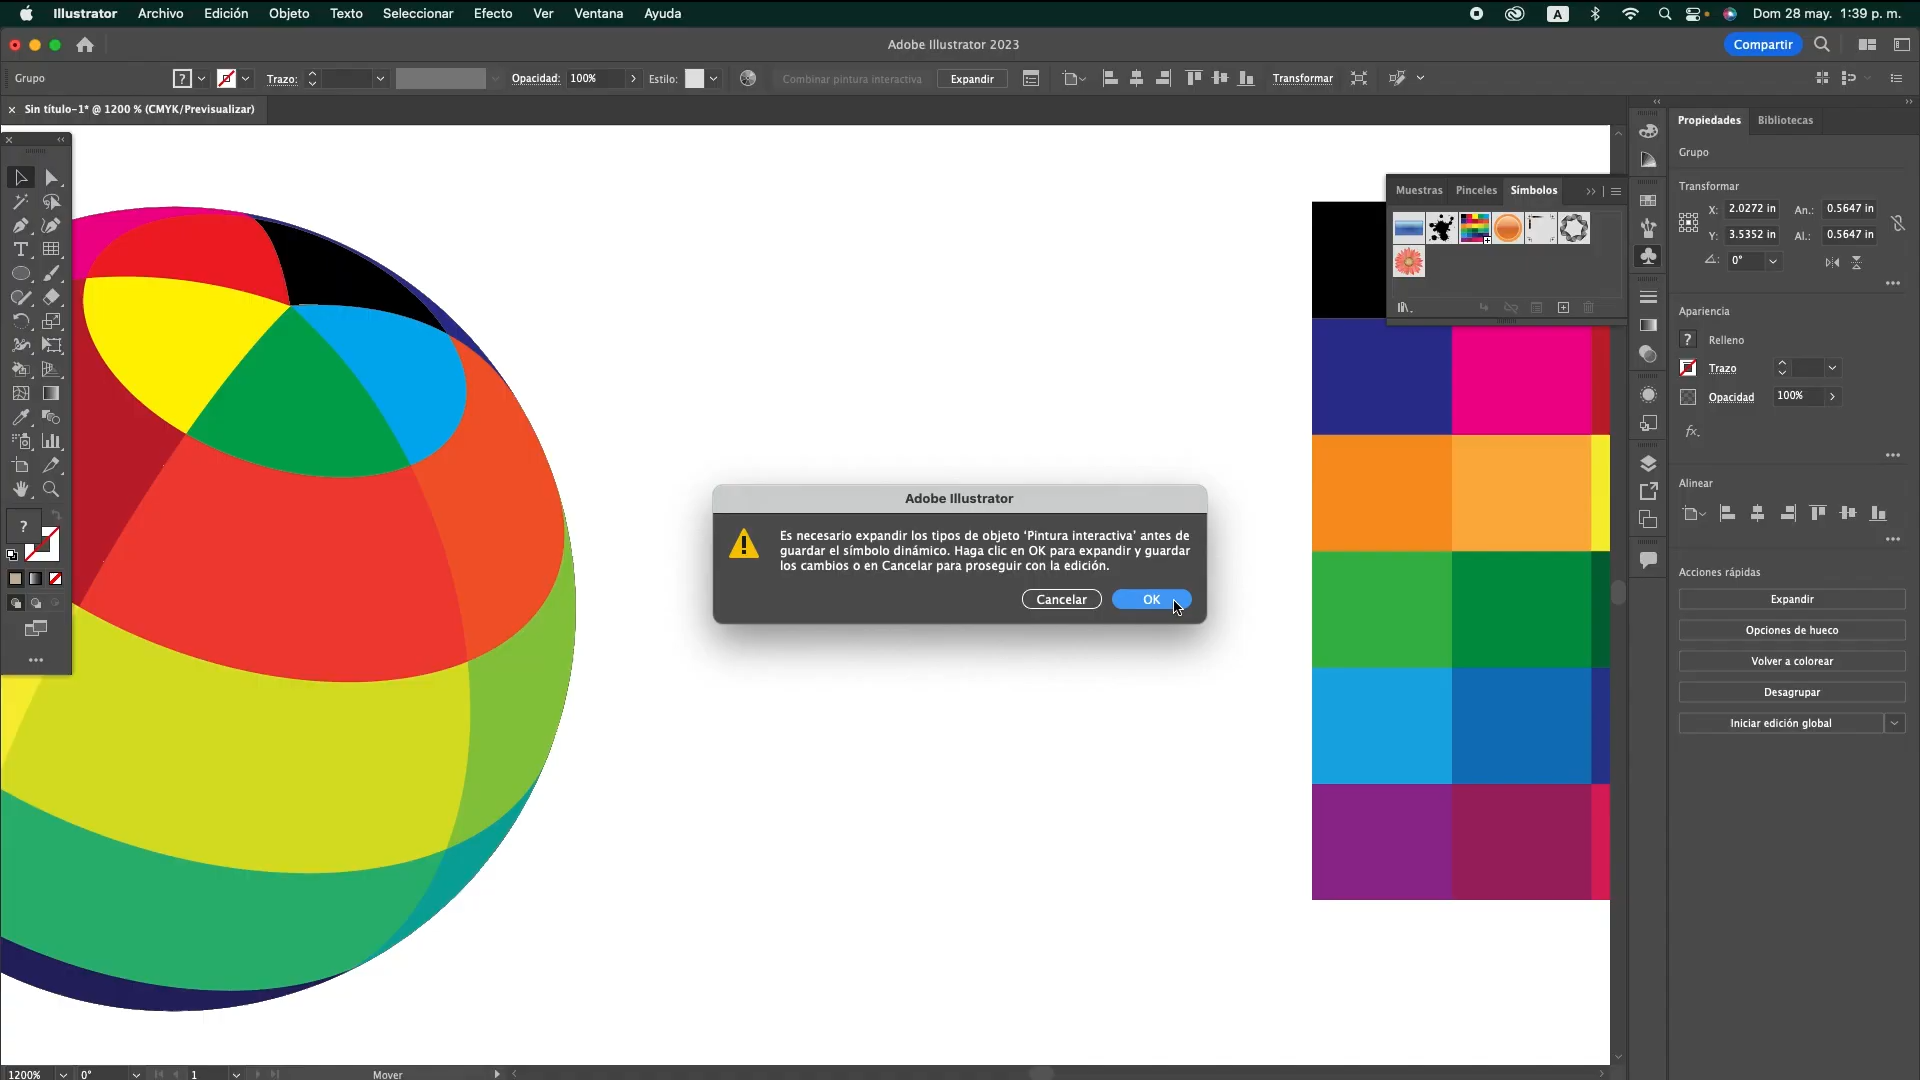 Illustrator Archivo Edición Objeto Texto Seleccionar Efecto Ver Ventana Ayuda
A Dom 28 may. 1:39 p. m.
Adobe Illustrator 2023
Compartir
Grupo ? Trazo: Opacidad: 100% Estilo: Combinar pintura interactiva Expandir Transformar
× Sin título-1* @ 1200 % (CMYK/Previsualizar)
Propiedades Bibliotecas
Grupo
Transformar
X: 2.0272 in An.: 0.5647 in
Y: 3.5352 in Al.: 0.5647 in
0°
Muestras Pinceles Símbolos
Apariencia
? Relleno
Trazo
Opacidad 100%
fx.
Alinear
Acciones rápidas
Expandir
Opciones de hueco
Volver a colorear
Desagrupar
Iniciar edición global
Adobe Illustrator
Es necesario expandir los tipos de objeto ‘Pintura interactiva’ antes de
guardar el símbolo dinámico. Haga clic en OK para expandir y guardar
los cambios o en Cancelar para proseguir con la edición.
Cancelar OK
?
1200% 0° 1 Mover